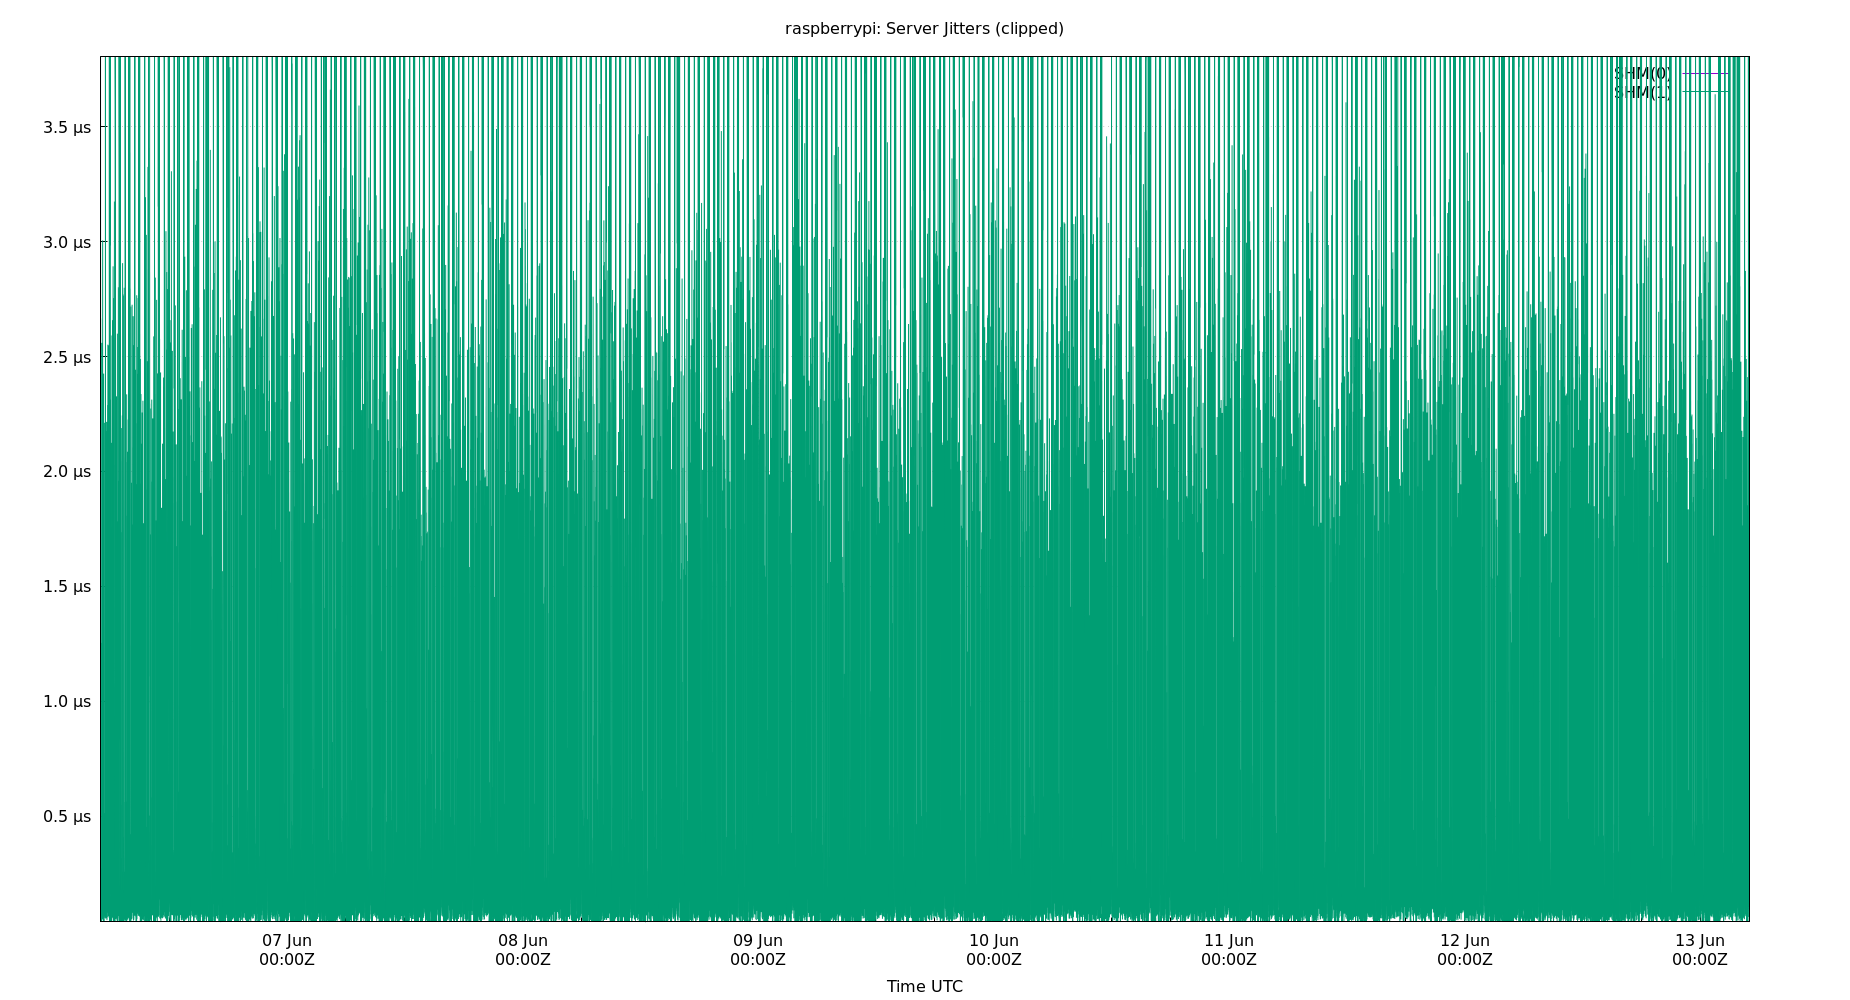 raspberrypi: Server Jitters (clipped)
SHM(0)
SHM(1)
3.5 µs
3.0 µs
2.5 µs
2.0 µs
1.5 µs
1.0 µs
0.5 µs
07 Jun 08 Jun 09 Jun 10 Jun 11 Jun 12 Jun 13 Jun
00:00Z 00:00Z 00:00Z 00:00Z 00:00Z 00:00Z 00:00Z
Time UTC